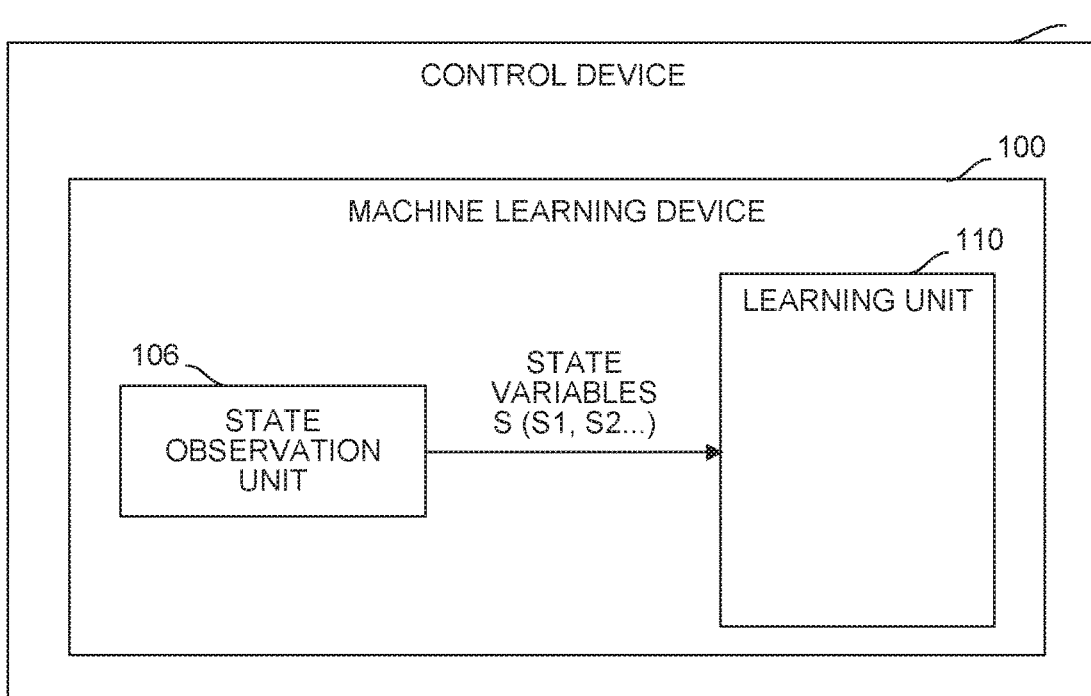 CONTROL DEVICE
100
MACHINE LEARNING DEVICE
110
LEARNING UNIT
106
STATE
VARIABLES
S (S1, S2...)
STATE
OBSERVATION
UNIT